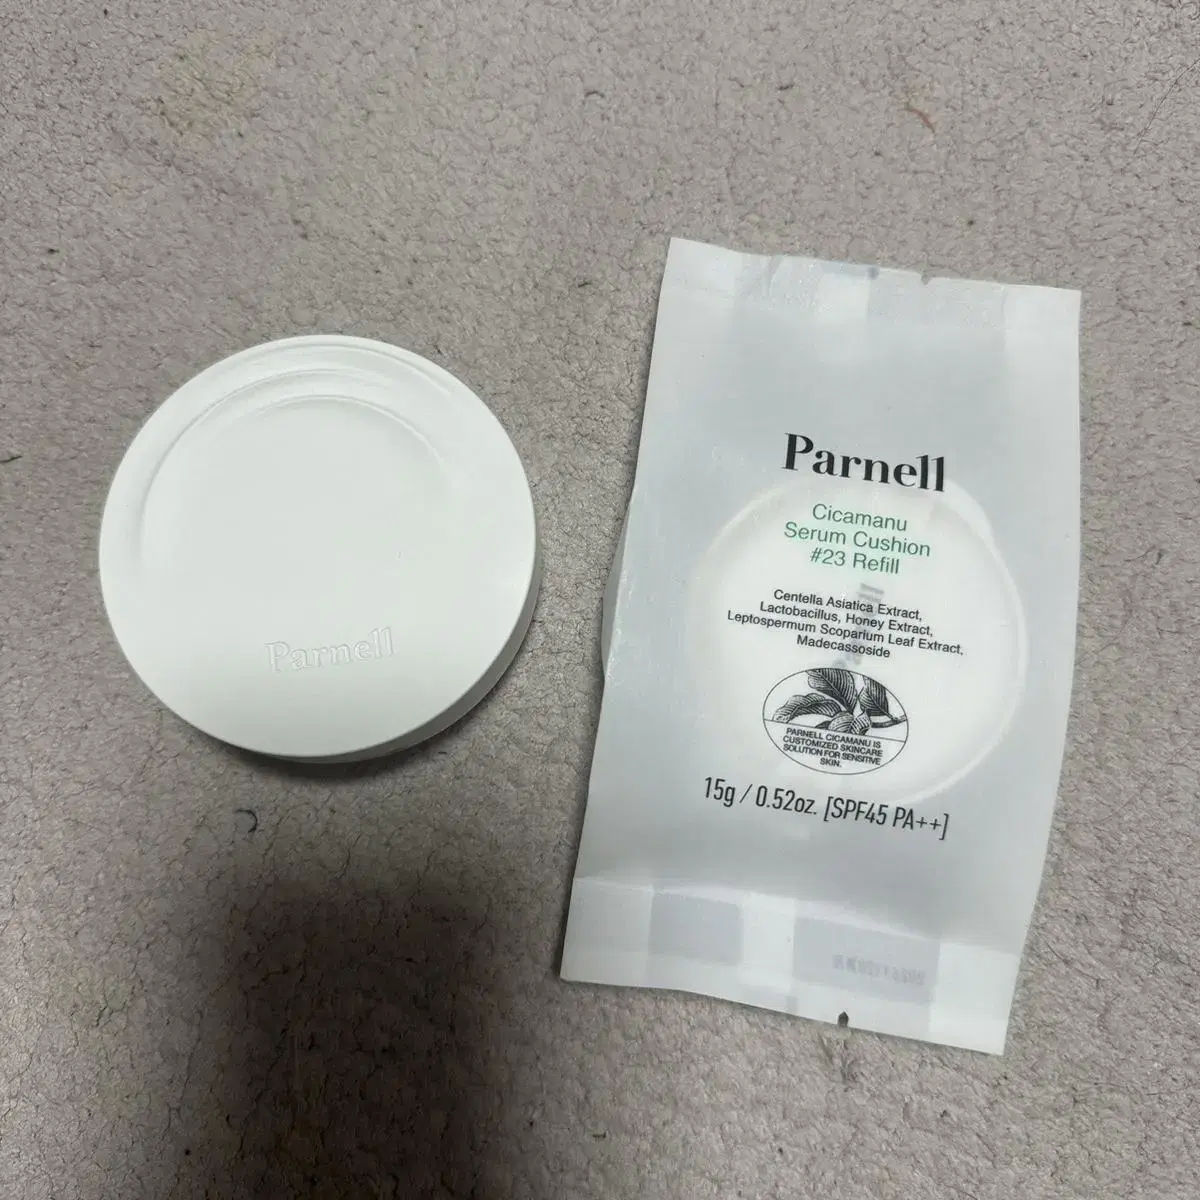 Parnell
Parnell
Cicamanu
Serum Cushion
#23 Refill
Centella Asiatica Extract,
Lactobacillus, Honey Extract,
Leptospermum Scoparium Leaf Extract,
Madecassoside
PARNELL CICAMANU IS
CUSTOMIZED SKINCARE
SOLUTION FOR SENSITIVE
SKIN.
15g / 0.52oz. [SPF45 PA++]